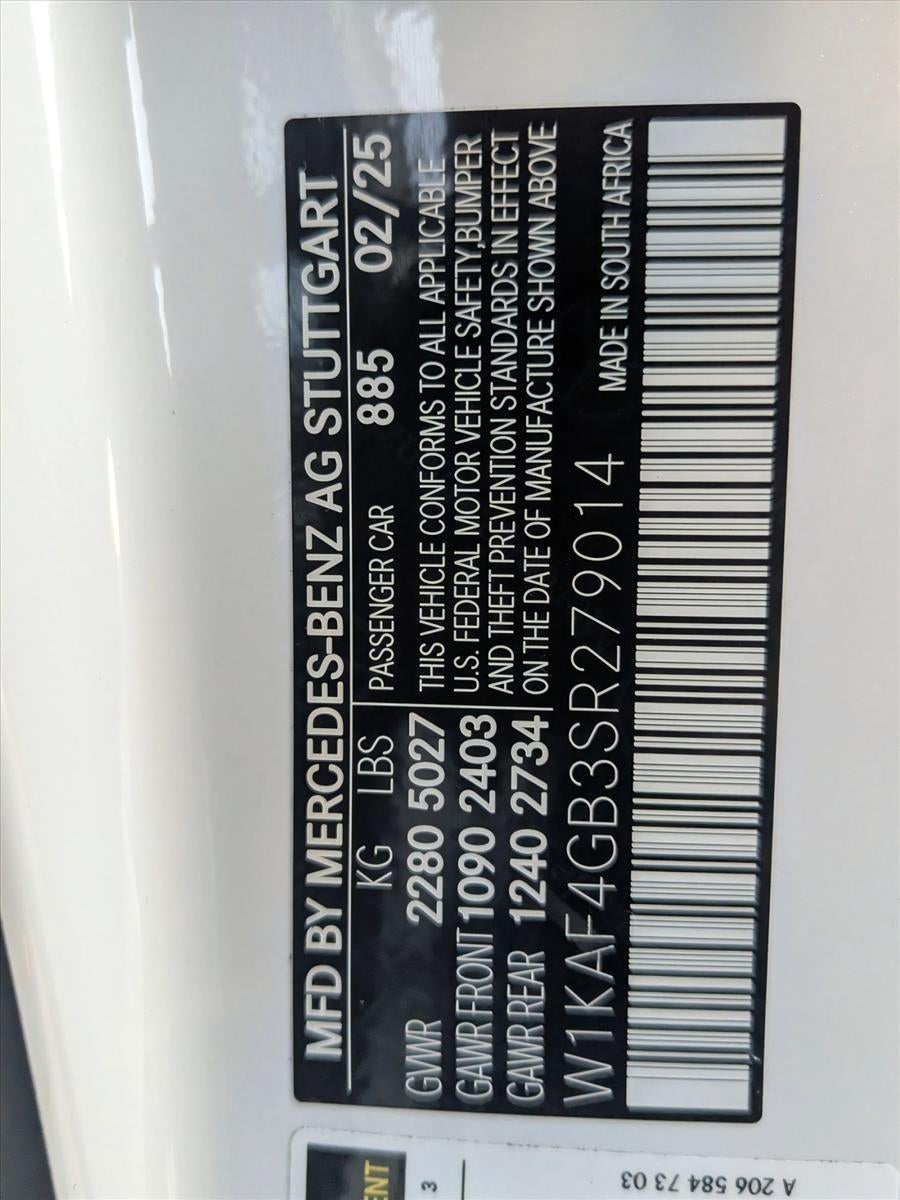 MFD BY MERCEDES-BENZ AG STUTTGART
KG LBS PASSENGER CAR 885 02/25
GVWR 2280 5027
GAWR FRONT 1090 2403
GAWR REAR 1240 2734
THIS VEHICLE CONFORMS TO ALL APPLICABLE
U.S. FEDERAL MOTOR VEHICLE SAFETY,BUMPER
AND THEFT PREVENTION STANDARDS IN EFFECT
ON THE DATE OF MANUFACTURE SHOWN ABOVE
W1KAF4GB3SR279014 MADE IN SOUTH AFRICA
3
A 206 584 73 03